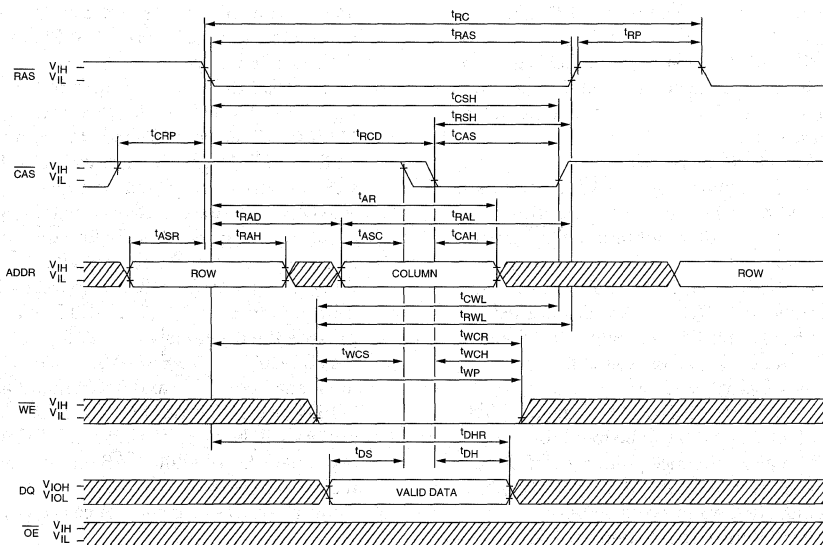 tRC
tRAS
tRP
RAS VIH
VIL
tCSH
tRSH
tCRP tRCD tCAS
CAS VIH
VIL
tAR
tRAD tRAL
tASR tRAH tASC tCAH
ADDR VIH
VIL
ROW COLUMN ROW
tCWL
tRWL
tWCR
tWCS tWCH
tWP
WE VIH
VIL
tDHR
tDS tDH
DQ VIOH
VIOL
VALID DATA
OE VIH
VIL